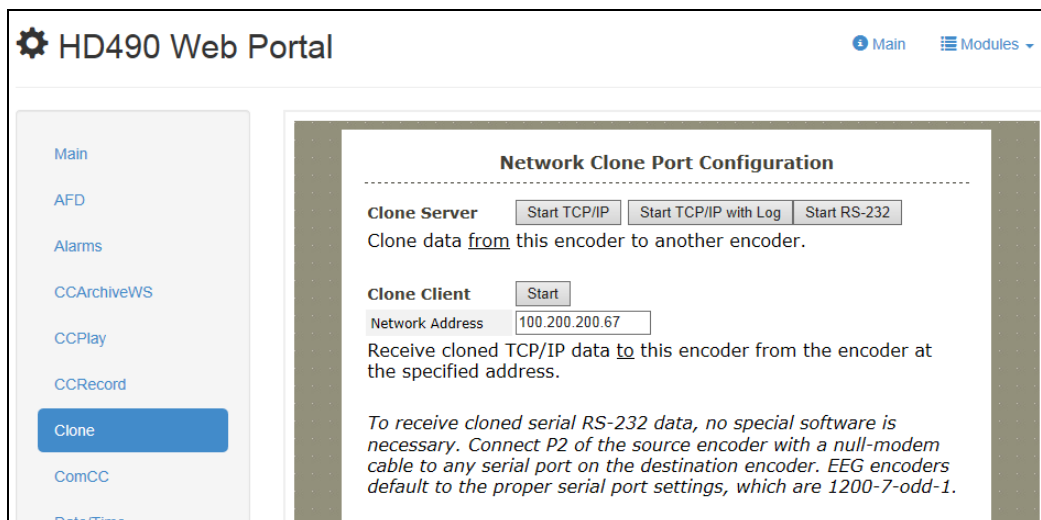 HD490 Web Portal
Main
Modules
Main
AFD
Alarms
CCArchiveWS
CCPlay
CCRecord
Clone
ComCC
Date/Time
Network Clone Port Configuration
Clone Server Start TCP/IP Start TCP/IP with Log Start RS-232
Clone data from this encoder to another encoder.
Clone Client Start
Network Address 100.200.200.67
Receive cloned TCP/IP data to this encoder from the encoder at
the specified address.
To receive cloned serial RS-232 data, no special software is
necessary. Connect P2 of the source encoder with a null-modem
cable to any serial port on the destination encoder. EEG encoders
default to the proper serial port settings, which are 1200-7-odd-1.